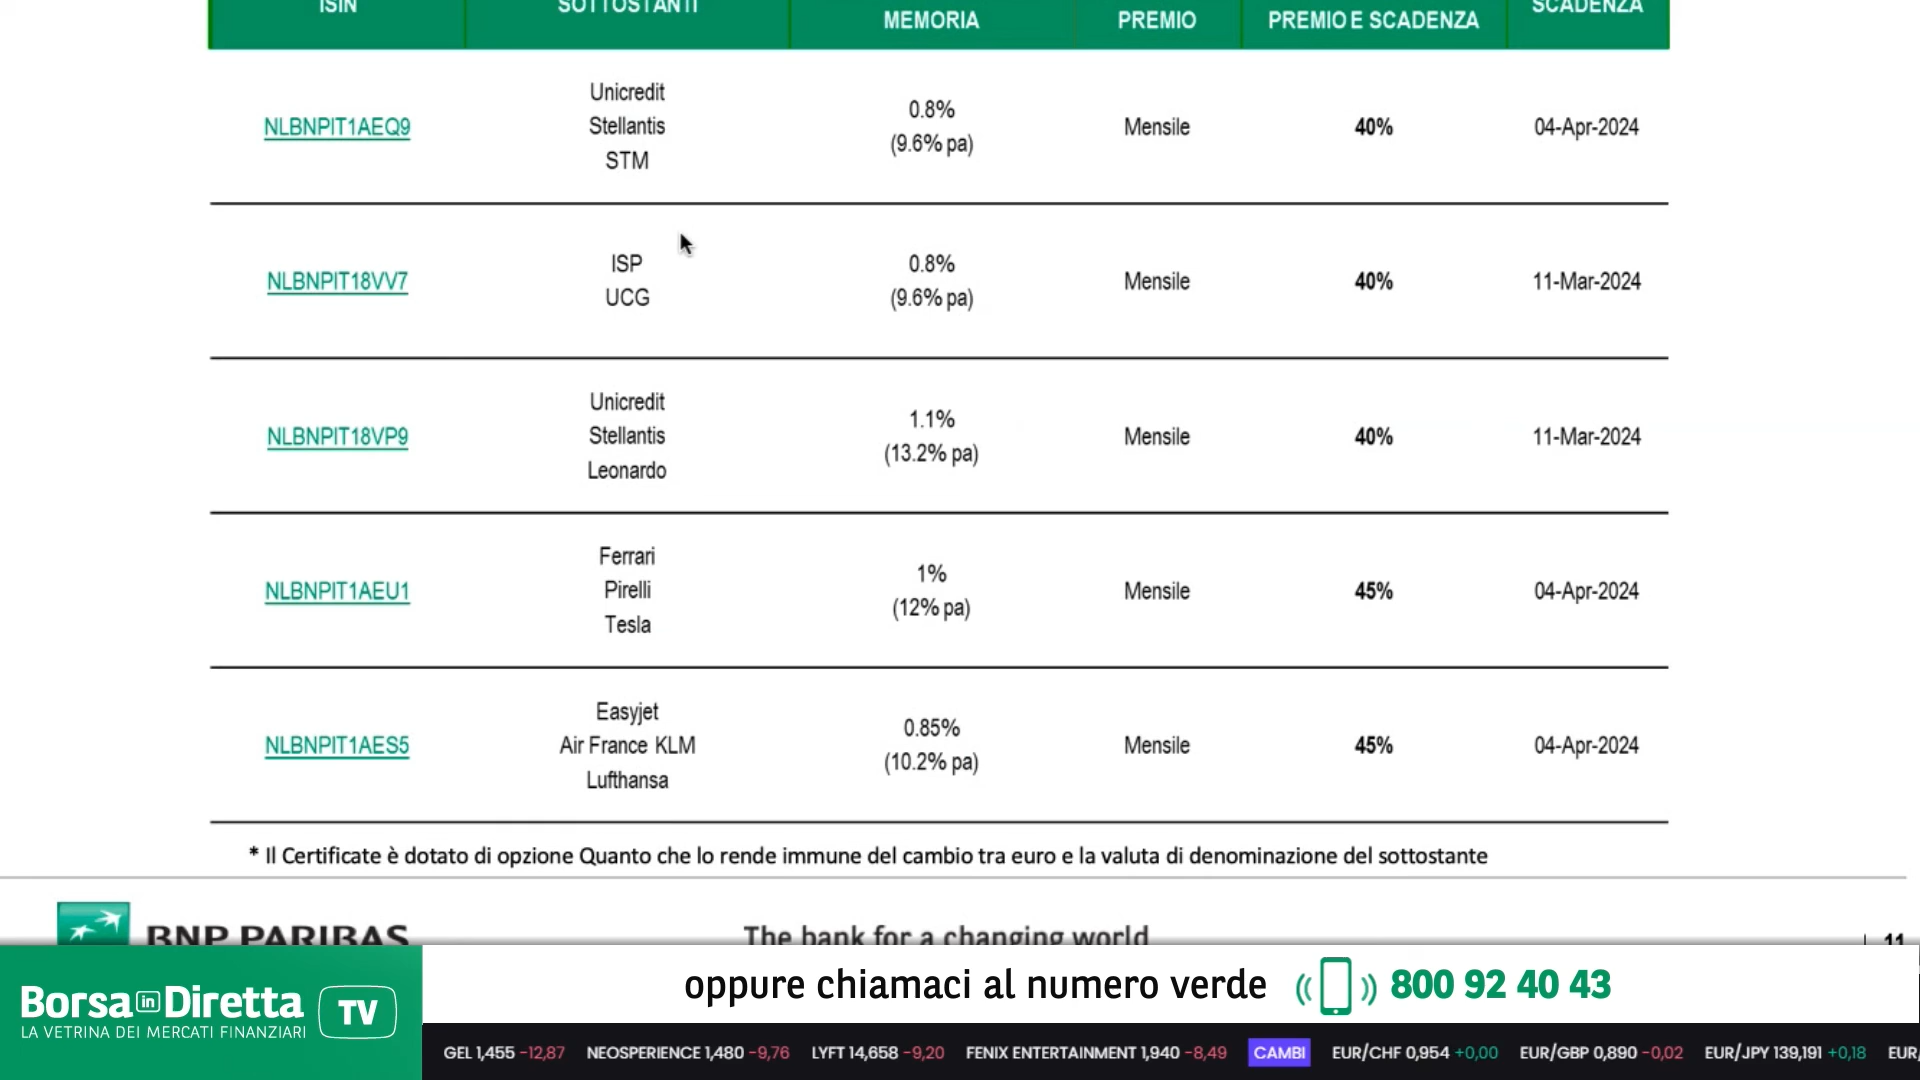 ISIN SOTTOSTANTI SCADENZA
MEMORIA PREMIO PREMIO E SCADENZA
Unicredit
Stellantis
STM
NLBNPIT1AEQ9
0.8%
(9.6% pa)
Mensile
40%
04-Apr-2024
ISP
UCG
NLBNPIT18VV7
0.8%
(9.6% pa)
Mensile
40%
11-Mar-2024
Unicredit
Stellantis
Leonardo
NLBNPIT18VP9
1.1%
(13.2% pa)
Mensile
40%
11-Mar-2024
Ferrari
Pirelli
Tesla
NLBNPIT1AEU1
1%
(12% pa)
Mensile
45%
04-Apr-2024
Easyjet
Air France KLM
Lufthansa
NLBNPIT1AES5
0.85%
(10.2% pa)
Mensile
45%
04-Apr-2024
* Il Certificate è dotato di opzione Quanto che lo rende immune del cambio tra euro e la valuta di denominazione del sottostante
BNP PARIBAS
The bank for a changing world
| 11
oppure chiamaci al numero verde 800 92 40 43
Borsa in Diretta TV
LA VETRINA DEI MERCATI FINANZIARI
GEL 1,455 -12,87 NEOSPERIENCE 1,480 -9,76 LYFT 14,658 -9,20 FENIX ENTERTAINMENT 1,940 -8,49 CAMBI EUR/CHF 0,954 +0,00 EUR/GBP 0,890 -0,02 EUR/JPY 139,191 +0,18 EUR/